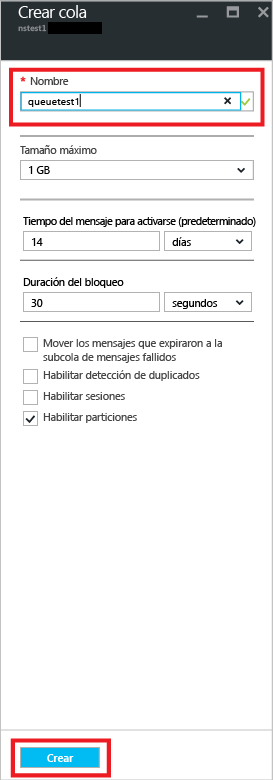 Crear cola
nstest1
* Nombre
queuetest1
Tamaño máximo
1 GB
Tiempo del mensaje para activarse (predeterminado)
14 días
Duración del bloqueo
30 segundos
Mover los mensajes que expiraron a la
subcola de mensajes fallidos
Habilitar detección de duplicados
Habilitar sesiones
Habilitar particiones
Crear